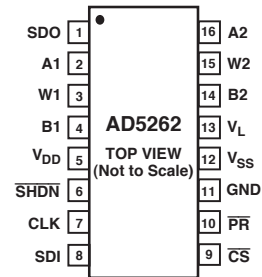 SDO 1 16 A2
A1 2 15 W2
W1 3 14 B2
B1 4 AD5262 13 VL
VDD 5 TOP VIEW 12 VSS
(Not to Scale)
SHDN 6 11 GND
CLK 7 10 PR
SDI 8 9 CS